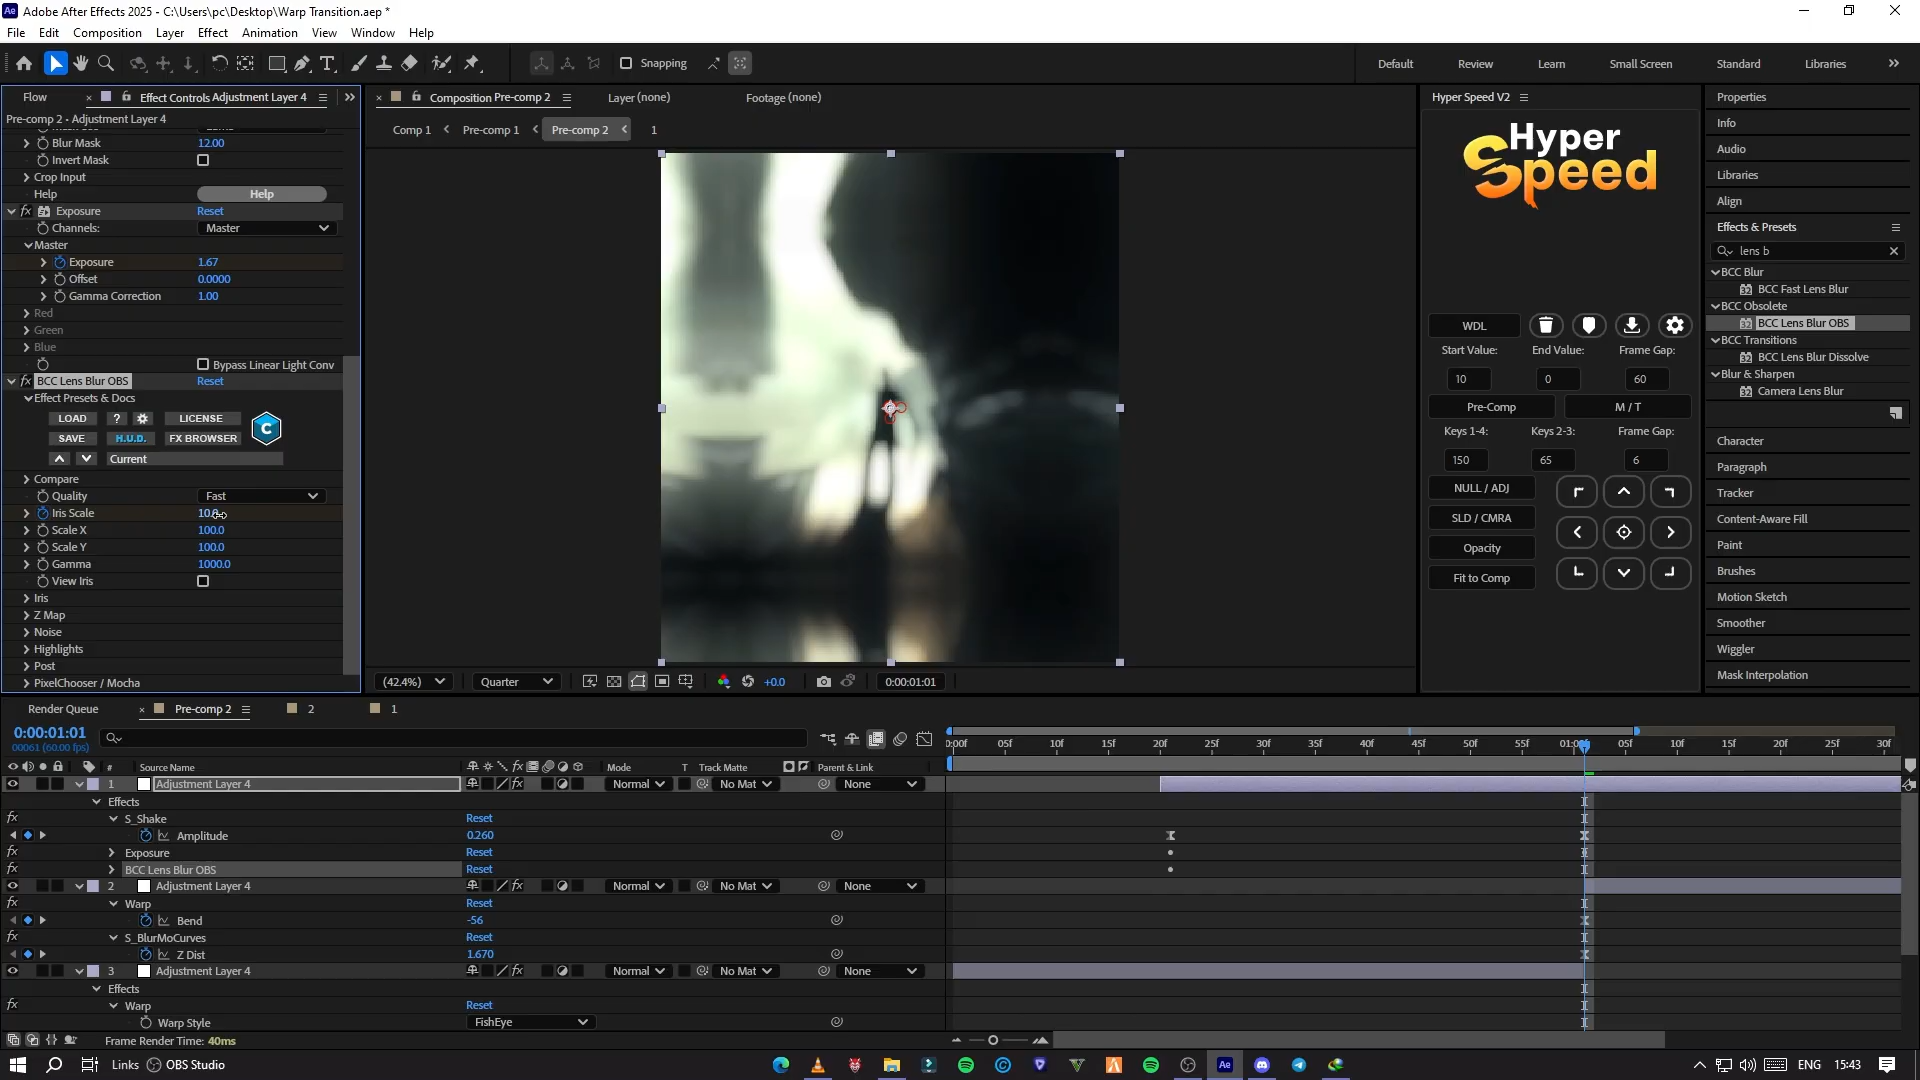 Adobe After Effects 2025 - C:\Users\pc\Desktop\Warp Transition.aep *
File Edit Composition Layer Effect Animation View Window Help
Snapping
Default Review Learn Small Screen Standard Libraries
Flow Effect Controls Adjustment Layer 4
Pre-comp 2 - Adjustment Layer 4
Blur Mask 12.00
Invert Mask
Crop Input
Help Help
fx Exposure Reset
Channels: Master
Master
Exposure 1.67
Offset 0.0000
Gamma Correction 1.00
Red
Green
Blue
Bypass Linear Light Conv
fx BCC Lens Blur OBS Reset
Effect Presets & Docs
LOAD ? LICENSE
SAVE H.U.D. FX BROWSER
Current
Compare
Quality Fast
Iris Scale
Scale X 100.0
Scale Y 100.0
Gamma 1000.0
View Iris
Iris
Z Map
Noise
Highlights
Post
PixelChooser / Mocha
Composition Pre-comp 2 Layer (none) Footage (none)
Comp 1 Pre-comp 1 Pre-comp 2 1
(42.4%) Quarter +0.0 0:00:01:01
Hyper Speed V2
Hyper
Speed
WDL
Start Value: End Value: Frame Gap:
10 0 60
Pre-Comp M / T
Keys 1-4: Keys 2-3: Frame Gap:
150 65 6
NULL / ADJ
SLD / CMRA
Opacity
Fit to Comp
Properties
Info
Audio
Libraries
Align
Effects & Presets
lens b
BCC Blur
32 BCC Fast Lens Blur
BCC Obsolete
32 BCC Lens Blur OBS
BCC Transitions
32 BCC Lens Blur Dissolve
Blur & Sharpen
32 Camera Lens Blur
Character
Paragraph
Tracker
Content-Aware Fill
Paint
Brushes
Motion Sketch
Smoother
Wiggler
Mask Interpolation
Render Queue Pre-comp 2 2 1
0:00:01:01
00061 (60.00 fps)
:00f 05f 10f 15f 20f 25f 30f 35f 40f 45f 50f 55f 05f 10f 15f 20f 25f 30f
# Source Name Mode T Track Matte Parent & Link
1 Adjustment Layer 4 Normal No Mat None
Effects
fx S_Shake Reset
Amplitude 0.260
fx Exposure Reset
fx BCC Lens Blur OBS Reset
2 Adjustment Layer 4 Normal No Mat None
fx Warp Reset
Bend -56
fx S_BlurMoCurves Reset
Z Dist 1.670
3 Adjustment Layer 4 Normal No Mat None
Effects
fx Warp Reset
Warp Style FishEye
Frame Render Time: 40ms
Links OBS Studio ENG 15:43